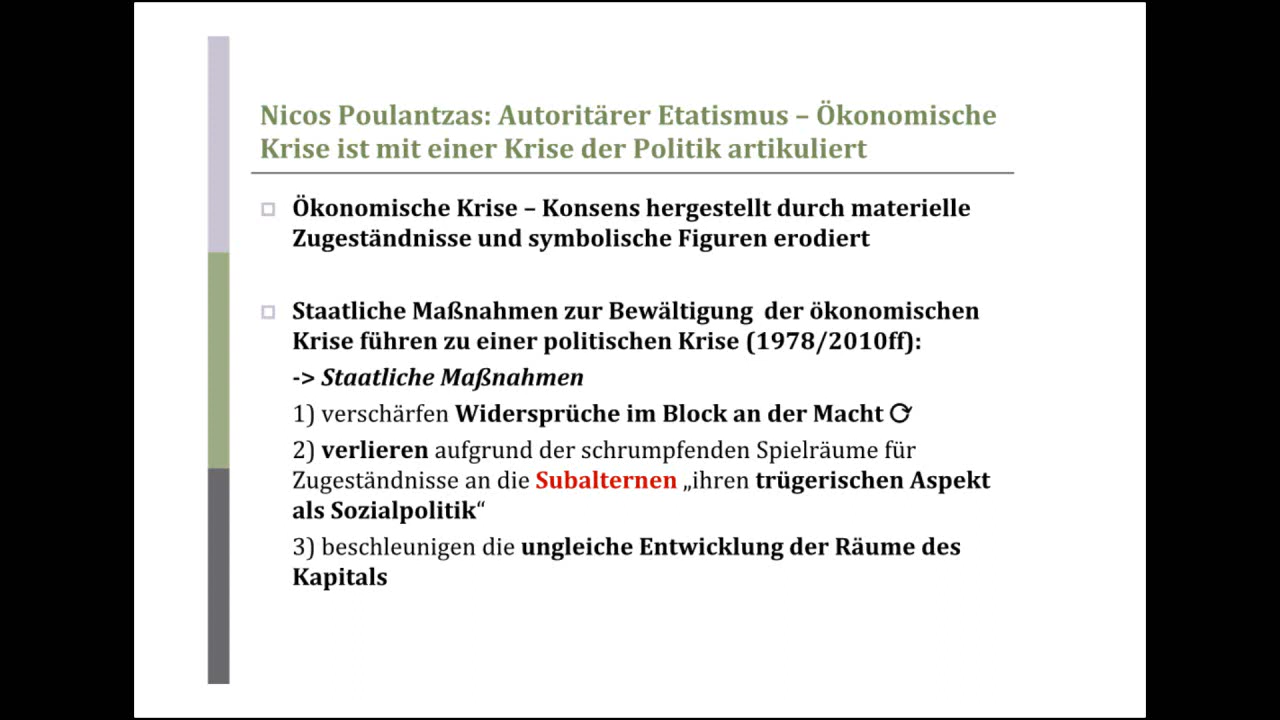 Nicos Poulantzas: Autoritärer Etatismus – Ökonomische
Krise ist mit einer Krise der Politik artikuliert
Ökonomische Krise – Konsens hergestellt durch materielle
Zugeständnisse und symbolische Figuren erodiert
Staatliche Maßnahmen zur Bewältigung  der ökonomischen
Krise führen zu einer politischen Krise (1978/2010ff):
-> Staatliche Maßnahmen
1) verschärfen Widersprüche im Block an der Macht ⟳
2) verlieren aufgrund der schrumpfenden Spielräume für
Zugeständnisse an die Subalternen „ihren trügerischen Aspekt
als Sozialpolitik“
3) beschleunigen die ungleiche Entwicklung der Räume des
Kapitals